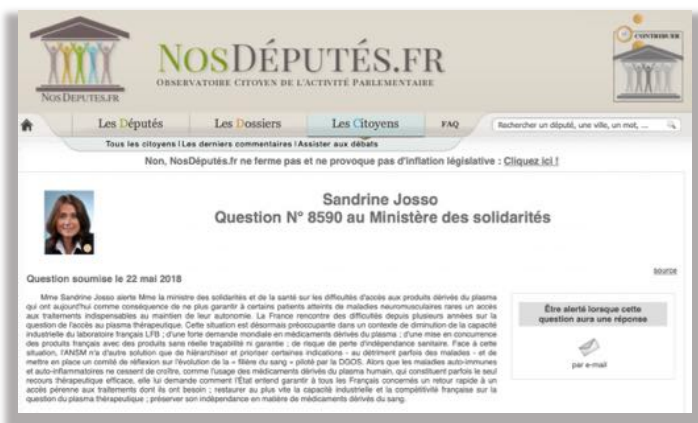 NOSDÉPUTÉS.FR
OBSERVATOIRE CITOYEN DE L'ACTIVITÉ PARLEMENTAIRE
NOSDEPUTES.FR
CONTRIBUER
Les Députés Les Dossiers Les Citoyens FAQ Rechercher un député, une ville, un mot, ...
Tous les citoyens | Les derniers commentaires | Assister aux débats
Non, NosDéputés.fr ne ferme pas et ne provoque pas d'inflation législative : Cliquez ici !
Sandrine Josso
Question N° 8590 au Ministère des solidarités
source
Question soumise le 22 mai 2018
Mme Sandrine Josso alerte Mme la ministre des solidarités et de la santé sur les difficultés d'accès aux produits dérivés du plasma
qui ont aujourd'hui comme conséquence de ne plus garantir à certains patients atteints de maladies neuromusculaires rares un accès
aux traitements indispensables au maintien de leur autonomie. La France rencontre des difficultés depuis plusieurs années sur la
question de l'accès au plasma thérapeutique. Cette situation est désormais préoccupante dans un contexte de diminution de la capacité
industrielle du laboratoire français LFB ; d'une forte demande mondiale en médicaments dérivés du plasma ; d'une mise en concurrence
des produits français avec des produits sans réelle traçabilité ni garantie ; de risque de perte d'indépendance sanitaire. Face à cette
situation, l'ANSM n'a d'autre solution que de hiérarchiser et prioriser certaines indications - au détriment parfois des malades - et de
mettre en place un comité de réflexion sur l'évolution de la « filière du sang » piloté par la DGOS. Alors que les maladies auto-immunes
et auto-inflammatoires ne cessent de croître, comme l'usage des médicaments dérivés du plasma humain, qui constituent parfois le seul
recours thérapeutique efficace, elle lui demande comment l'État entend garantir à tous les Français concernés un retour rapide à un
accès pérenne aux traitements dont ils ont besoin ; restaurer au plus vite la capacité industrielle et la compétitivité française sur la
question du plasma thérapeutique ; préserver son indépendance en matière de médicaments dérivés du sang.
Être alerté lorsque cette
question aura une réponse
par e-mail